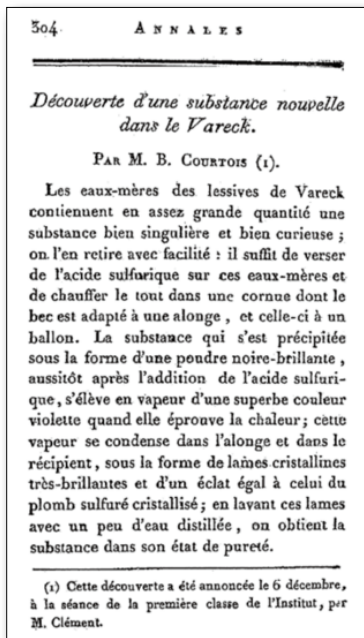 304 ANNALES
Découverte d'une substance nouvelle
dans le Vareck.
PAR M. B. COURTOIS (1).
Les eaux-mères des lessives de Vareck
contiennent en assez grande quantité une
substance bien singulière et bien curieuse ;
on l'en retire avec facilité : il suffit de verser
de l'acide sulfurique sur ces eaux-mères et
de chauffer le tout dans une cornue dont le
bec est adapté à une alonge , et celle-ci à un
ballon. La substance qui s'est précipitée
sous la forme d'une poudre noire-brillante ,
aussitôt après l'addition de l'acide sulfuri-
que , s'élève en vapeur d'une superbe couleur
violette quand elle éprouve la chaleur ; cette
vapeur se condense dans l'alonge et dans le
récipient , sous la forme de lames cristallines
très-brillantes et d'un éclat égal à celui du
plomb sulfuré cristallisé ; en lavant ces lames
avec un peu d'eau distillée , on obtient la
substance dans son état de pureté.
(1) Cette découverte a été annoncée le 6 décembre,
à la séance de la première classe de l'Institut, par
M. Clément.